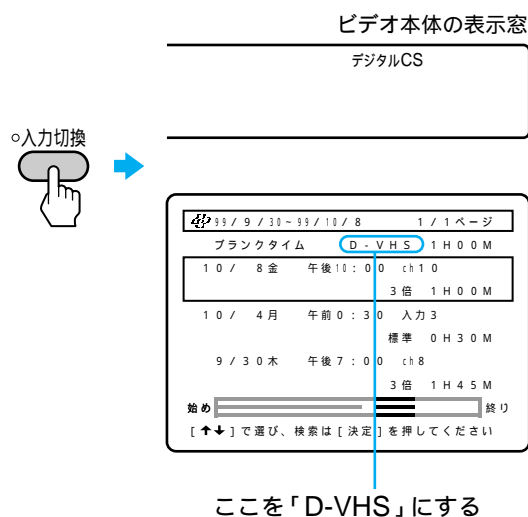 ビデオ本体の表示窓
デジタルCS
入力切換
99/9/30~99/10/8 1/1ページ
ブランクタイム D-VHS 1H00M
10/ 8金 午後10:00 ch10
3倍 1H00M
10/ 4月 午前0:30 入力3
標準 0H30M
9/30木 午後7:00 ch8
3倍 1H45M
始め 終り
[↑↓]で選び、検索は[決定]を押してください
ここを「D-VHS」にする